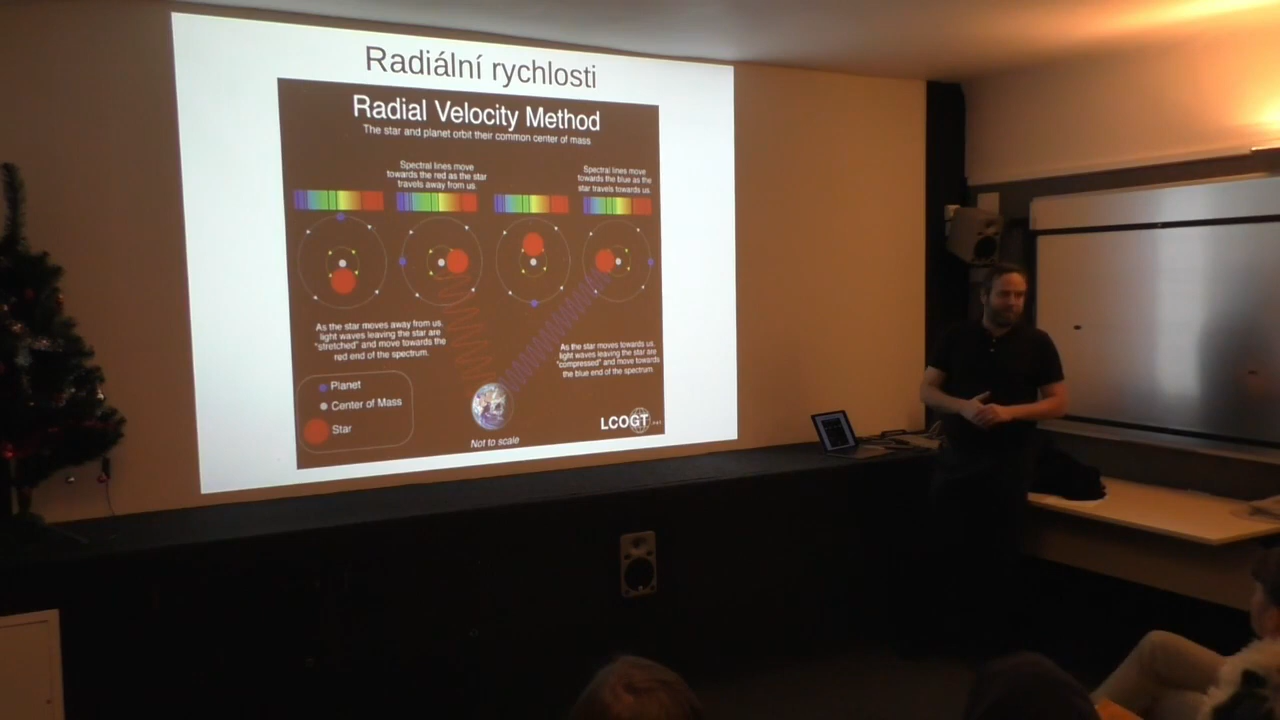 Radiální rychlosti
Radial Velocity Method
The star and planet orbit their common center of mass
Spectral lines move
towards the red as the star
travels away from us.
Spectral lines move
towards the blue as the
star travels towards us.
As the star moves away from us,
light waves leaving the star are
"stretched" and move towards the
red end of the spectrum.
As the star moves towards us,
light waves leaving the star are
"compressed" and move towards
the blue end of the spectrum.
Planet
Center of Mass
Star
Not to scale
LCOGT.net